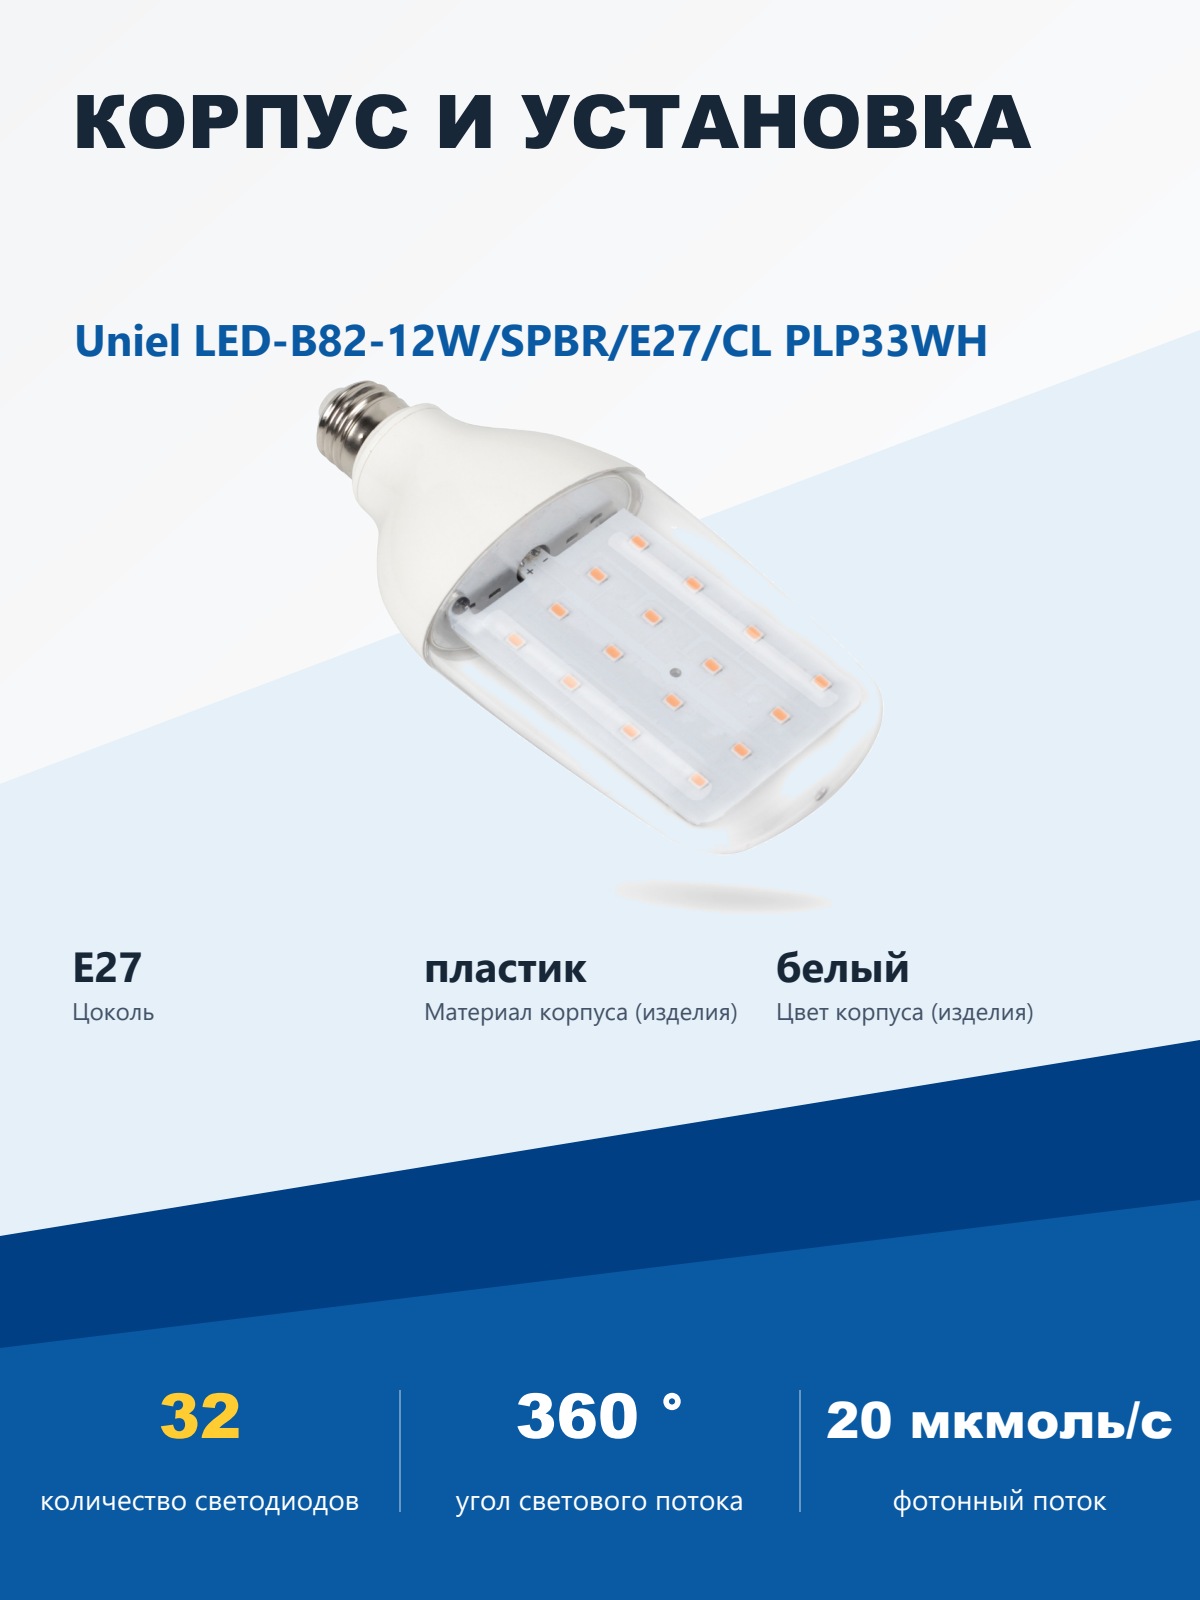 КОРПУС И УСТАНОВКА
Uniel LED-B82-12W/SPBR/E27/CL PLP33WH
E27
Цоколь
пластик
Материал корпуса (изделия)
белый
Цвет корпуса (изделия)
32
количество светодиодов
360 °
угол светового потока
20 мкмоль/с
фотонный поток